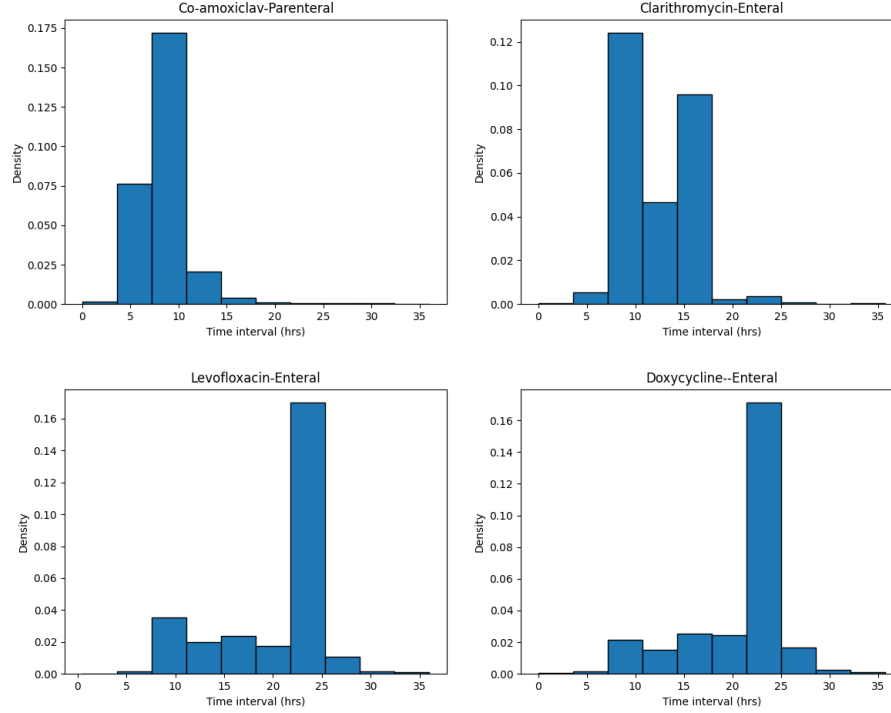 Co-amoxiclav-Parenteral
Density
0.175
0.150
0.125
0.100
0.075
0.050
0.025
0.000
0 5 10 15 20 25 30 35
Time interval (hrs)
Clarithromycin-Enteral
Density
0.12
0.10
0.08
0.06
0.04
0.02
0.00
0 5 10 15 20 25 30 35
Time interval (hrs)
Levofloxacin-Enteral
Density
0.16
0.14
0.12
0.10
0.08
0.06
0.04
0.02
0.00
0 5 10 15 20 25 30 35
Time interval (hrs)
Doxycycline--Enteral
Density
0.16
0.14
0.12
0.10
0.08
0.06
0.04
0.02
0.00
0 5 10 15 20 25 30 35
Time interval (hrs)